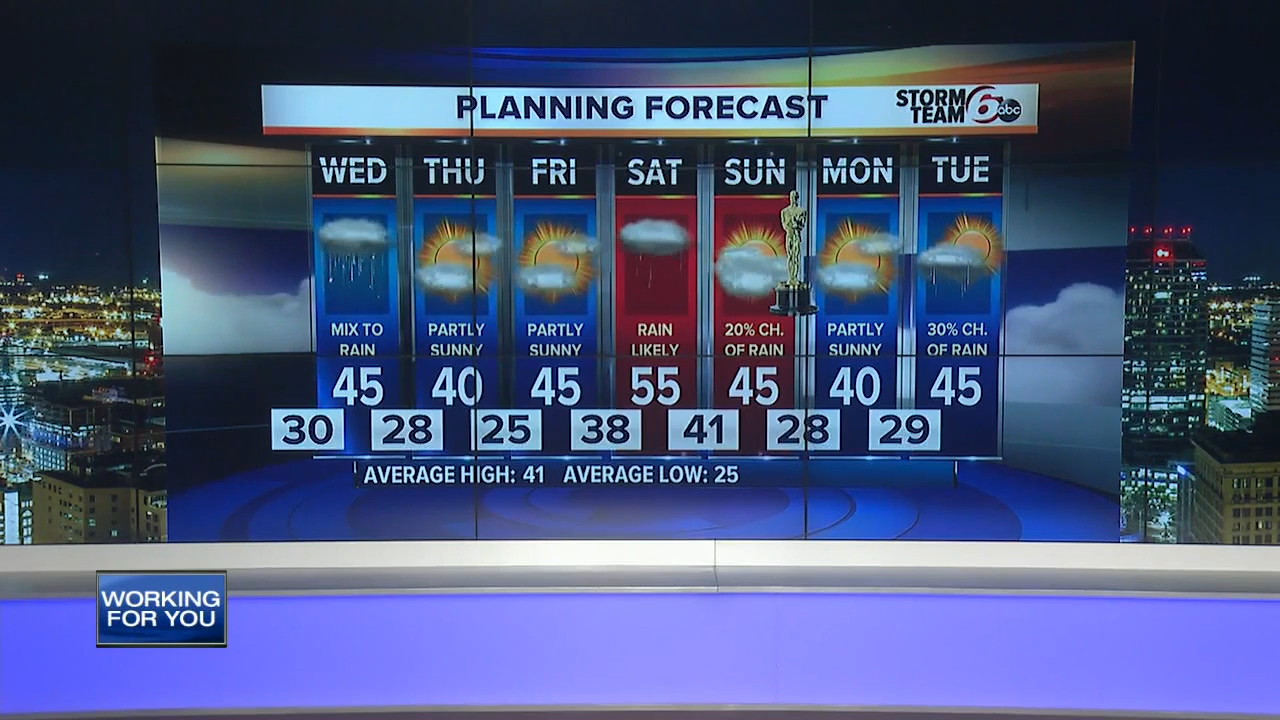 PLANNING FORECAST
STORM TEAM 6 abc
WED THU FRI SAT SUN MON TUE
MIX TO RAIN
PARTLY SUNNY
PARTLY SUNNY
RAIN LIKELY
20% CH. OF RAIN
PARTLY SUNNY
30% CH. OF RAIN
45 40 45 55 45 40 45
30 28 25 38 41 28 29
AVERAGE HIGH: 41 AVERAGE LOW: 25
WORKING
FOR YOU